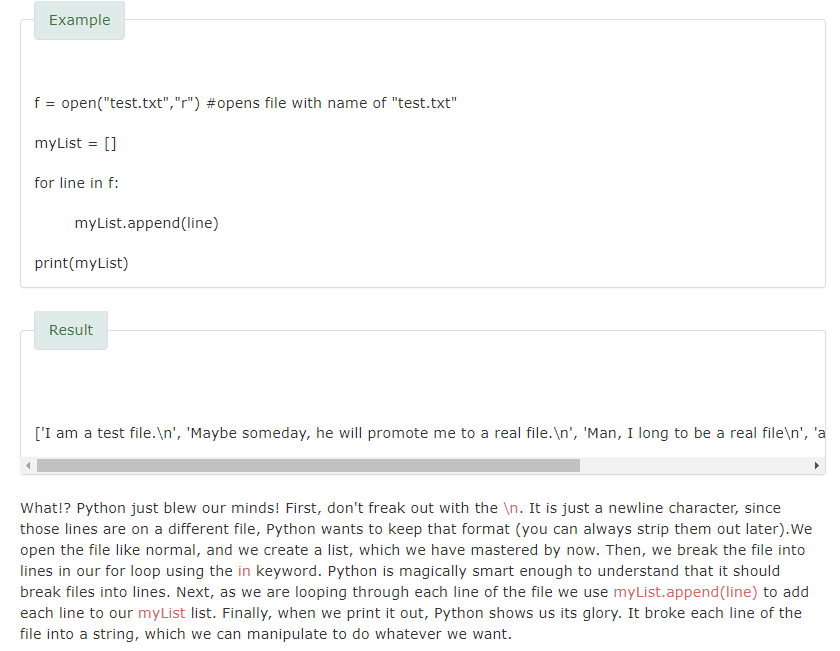 Example
f = open("test.txt","r") #opens file with name of "test.txt"
myList = []
for line in f:
myList.append(line)
print(myList)
Result
['I am a test file.\n', 'Maybe someday, he will promote me to a real file.\n', 'Man, I long to be a real file\n', 'a
What!? Python just blew our minds! First, don't freak out with the \n. It is just a newline character, since
those lines are on a different file, Python wants to keep that format (you can always strip them out later).We
open the file like normal, and we create a list, which we have mastered by now. Then, we break the file into
lines in our for loop using the in keyword. Python is magically smart enough to understand that it should
break files into lines. Next, as we are looping through each line of the file we use myList.append(line) to add
each line to our myList list. Finally, when we print it out, Python shows us its glory. It broke each line of the
file into a string, which we can manipulate to do whatever we want.